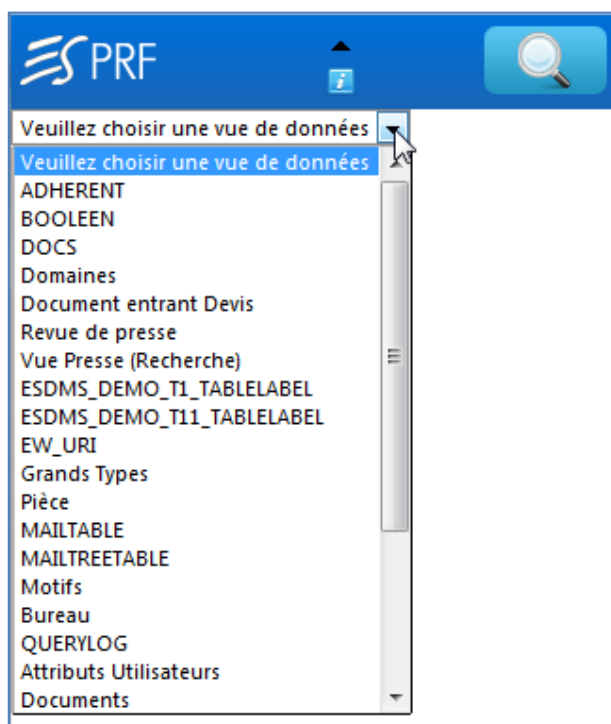 ES PRF
i
Veuillez choisir une vue de données
Veuillez choisir une vue de données
ADHERENT
BOOLEEN
DOCS
Domaines
Document entrant Devis
Revue de presse
Vue Presse (Recherche)
ESDMS_DEMO_T1_TABLELABEL
ESDMS_DEMO_T11_TABLELABEL
EW_URI
Grands Types
Pièce
MAILTABLE
MAILTREETABLE
Motifs
Bureau
QUERYLOG
Attributs Utilisateurs
Documents